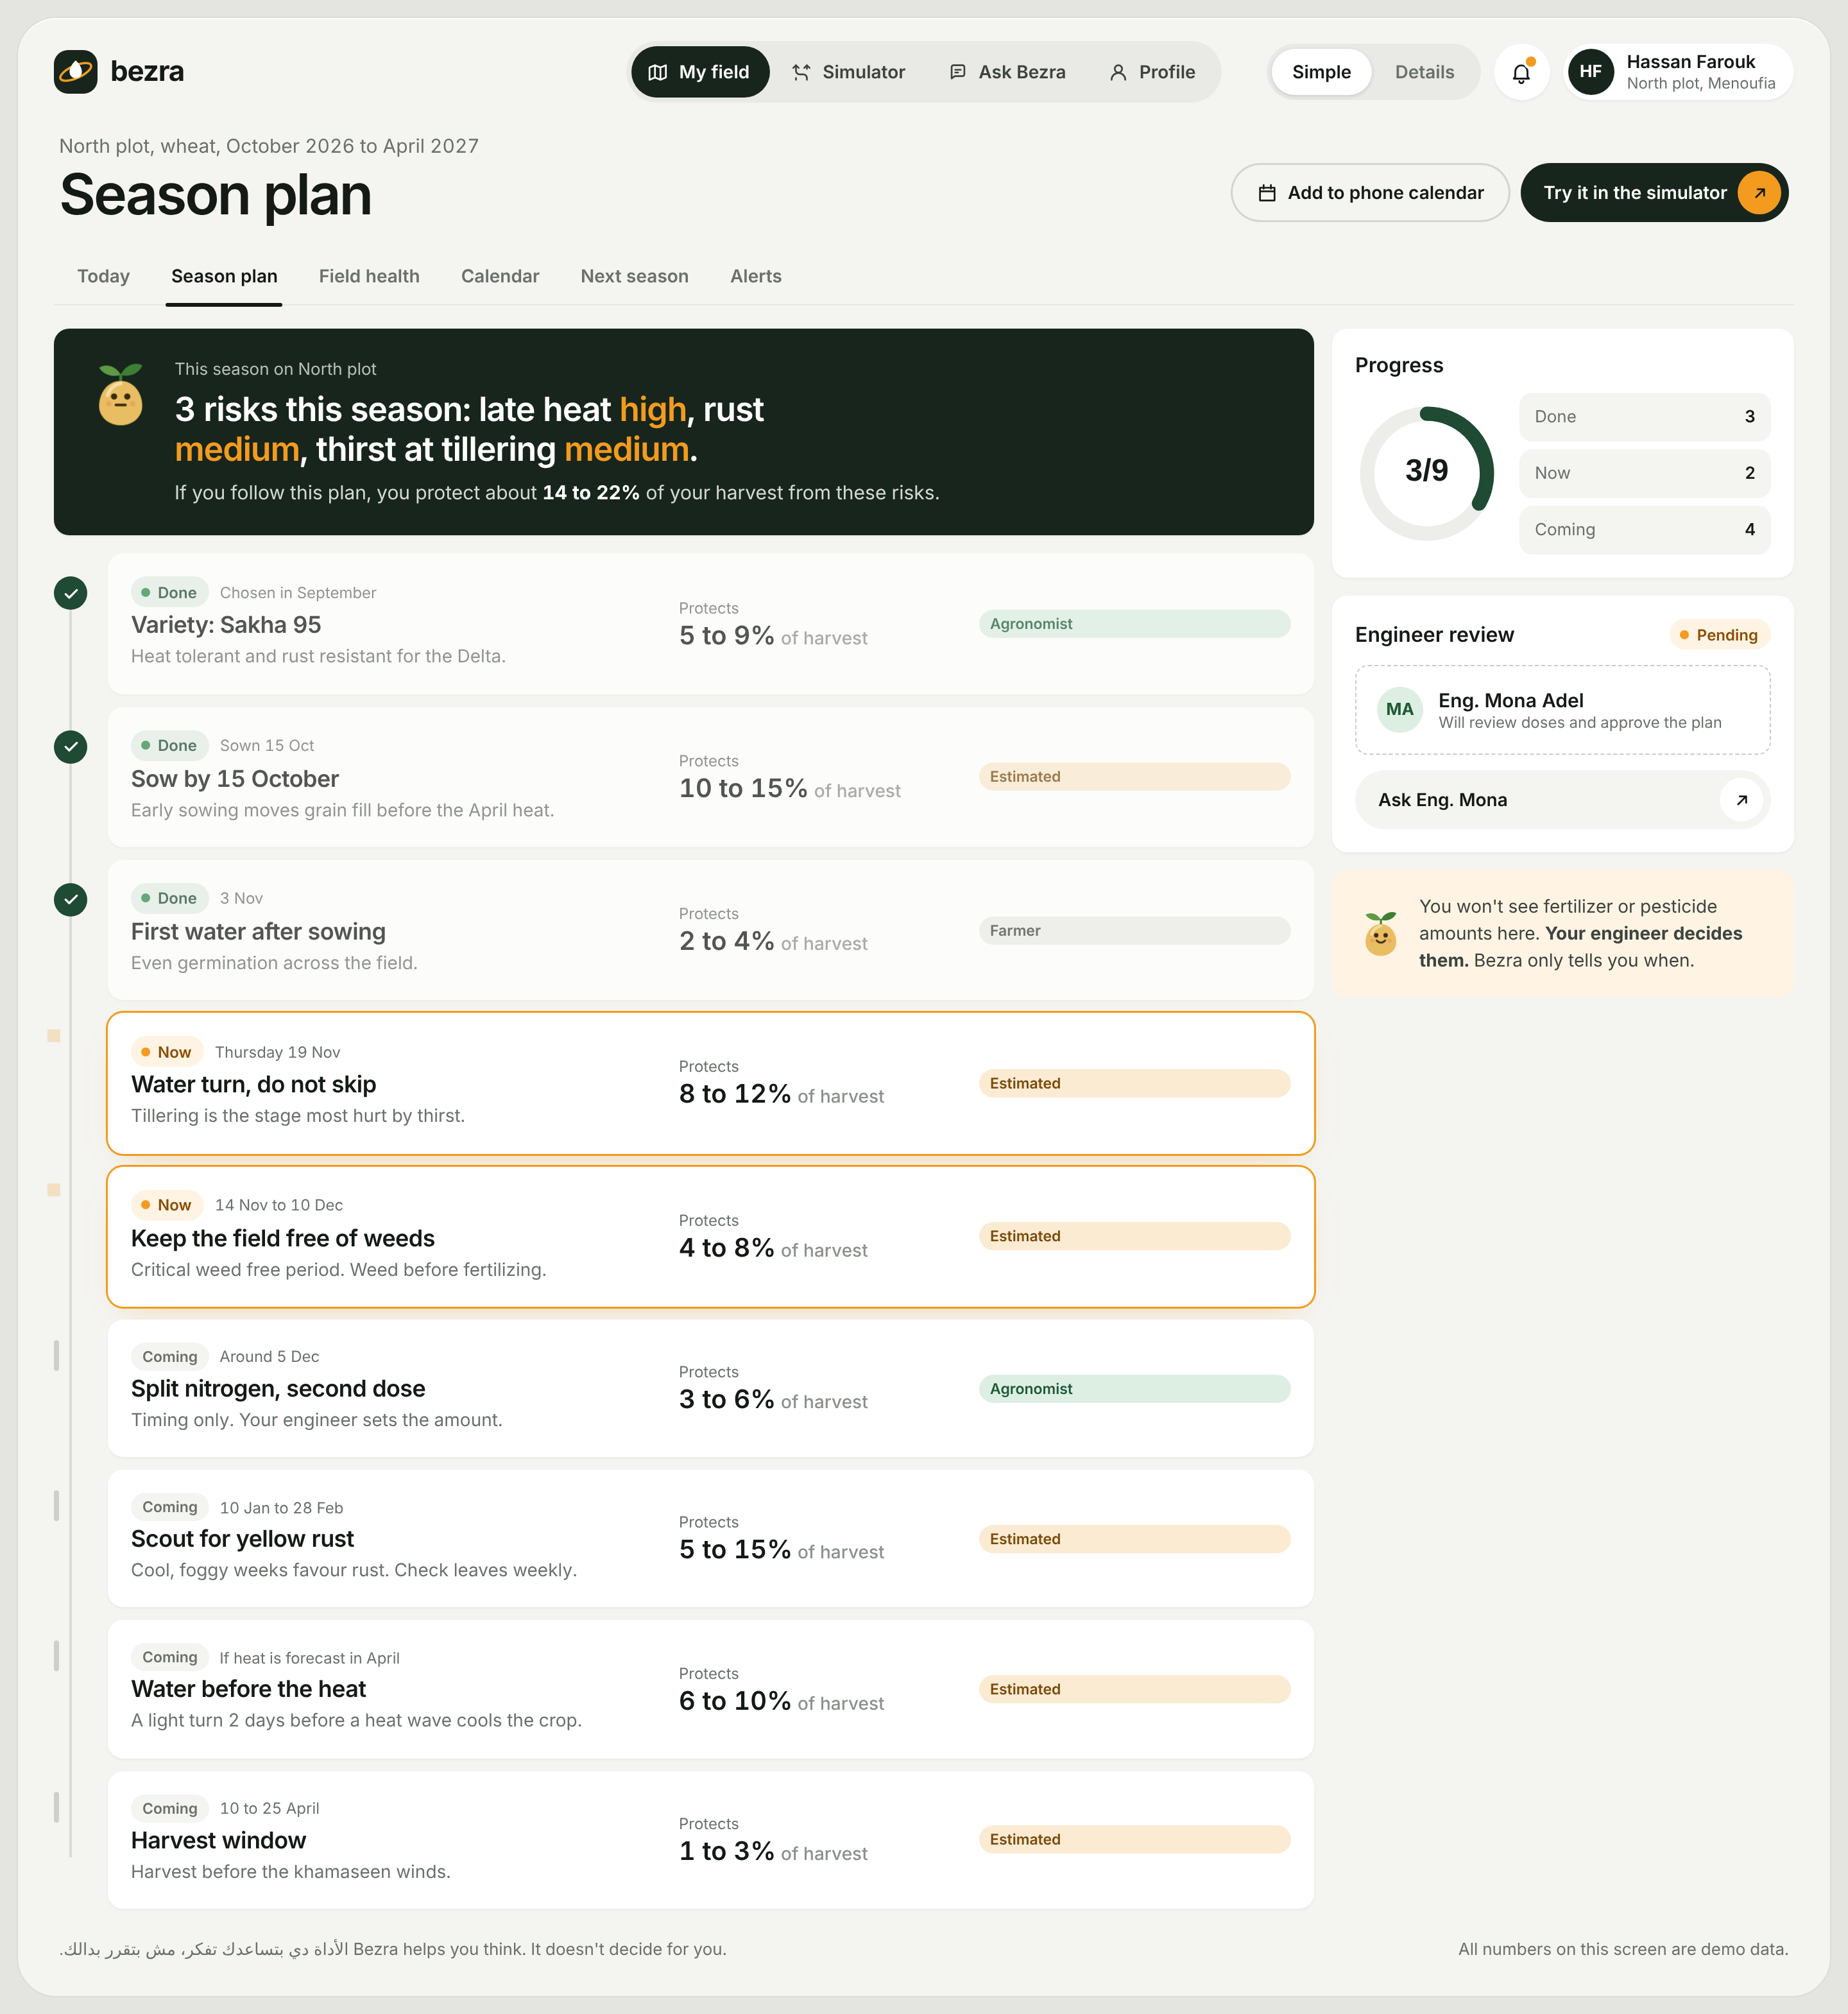 bezra
My field
Simulator
Ask Bezra
Profile
Simple
Details
HF
Hassan Farouk
North plot, Menoufia
North plot, wheat, October 2026 to April 2027
Season plan
Add to phone calendar
Try it in the simulator
Today
Season plan
Field health
Calendar
Next season
Alerts
This season on North plot
3 risks this season: late heat high, rust
medium, thirst at tillering medium.
If you follow this plan, you protect about 14 to 22% of your harvest from these risks.
Done
Chosen in September
Variety: Sakha 95
Heat tolerant and rust resistant for the Delta.
Protects
5 to 9% of harvest
Agronomist
Done
Sown 15 Oct
Sow by 15 October
Early sowing moves grain fill before the April heat.
Protects
10 to 15% of harvest
Estimated
Done
3 Nov
First water after sowing
Even germination across the field.
Protects
2 to 4% of harvest
Farmer
Now
Thursday 19 Nov
Water turn, do not skip
Tillering is the stage most hurt by thirst.
Protects
8 to 12% of harvest
Estimated
Now
14 Nov to 10 Dec
Keep the field free of weeds
Critical weed free period. Weed before fertilizing.
Protects
4 to 8% of harvest
Estimated
Coming
Around 5 Dec
Split nitrogen, second dose
Timing only. Your engineer sets the amount.
Protects
3 to 6% of harvest
Agronomist
Coming
10 Jan to 28 Feb
Scout for yellow rust
Cool, foggy weeks favour rust. Check leaves weekly.
Protects
5 to 15% of harvest
Estimated
Coming
If heat is forecast in April
Water before the heat
A light turn 2 days before a heat wave cools the crop.
Protects
6 to 10% of harvest
Estimated
Coming
10 to 25 April
Harvest window
Harvest before the khamaseen winds.
Protects
1 to 3% of harvest
Estimated
Progress
3/9
Done 3
Now 2
Coming 4
Engineer review
Pending
MA
Eng. Mona Adel
Will review doses and approve the plan
Ask Eng. Mona
You won't see fertilizer or pesticide
amounts here. Your engineer decides
them. Bezra only tells you when.
الأداة دي بتساعدك تفكر، مش بتقرر بدالك. Bezra helps you think. It doesn't decide for you.
All numbers on this screen are demo data.